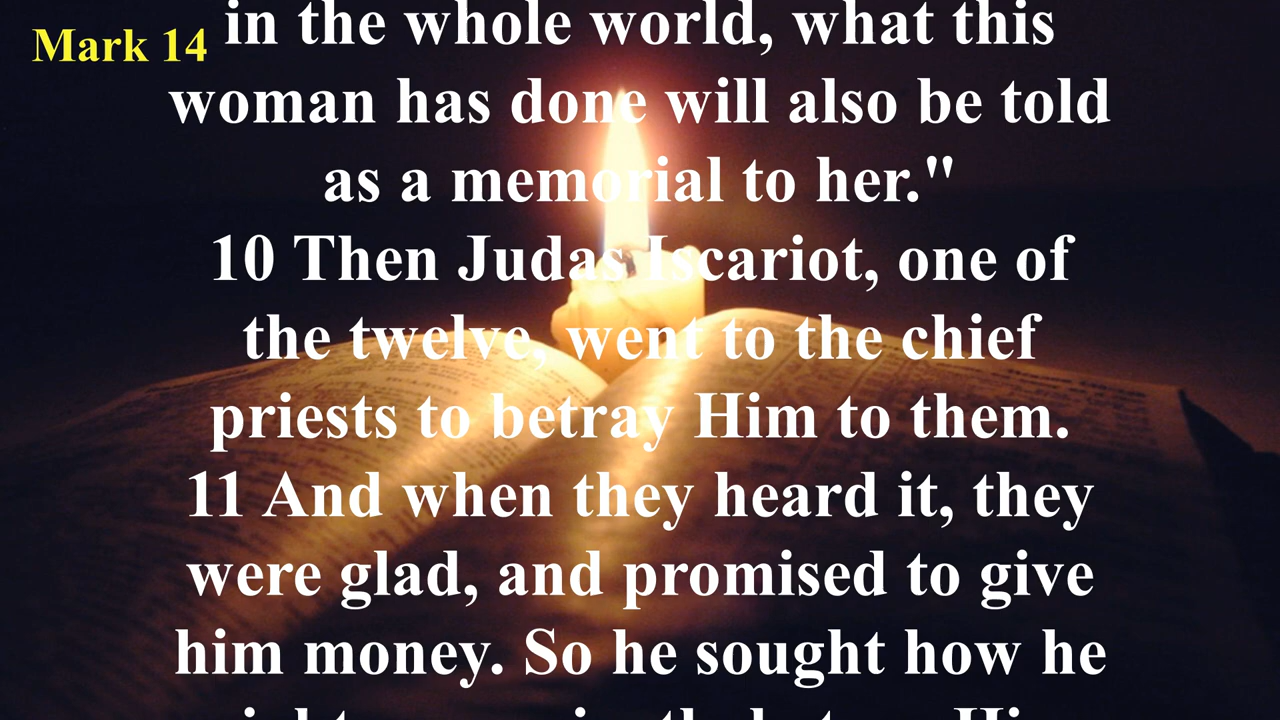 Mark 14
in the whole world, what this
woman has done will also be told
as a memorial to her."
10 Then Judas Iscariot, one of
the twelve, went to the chief
priests to betray Him to them.
11 And when they heard it, they
were glad, and promised to give
him money. So he sought how he